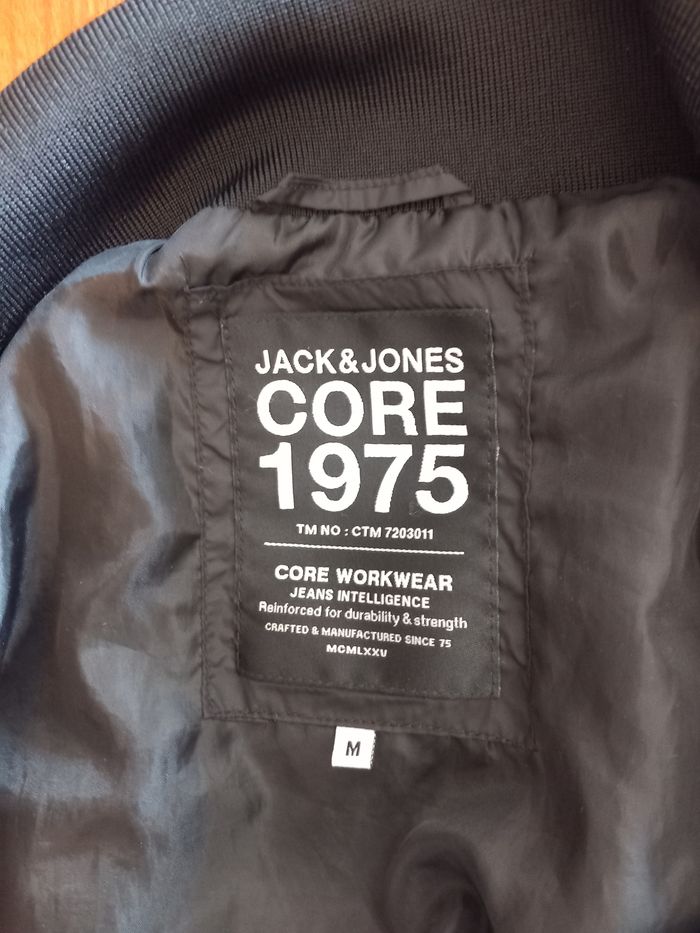 JACK&JONES
CORE
1975
TM NO : CTM 7203011
CORE WORKWEAR
JEANS INTELLIGENCE
Reinforced for durability & strength
CRAFTED & MANUFACTURED SINCE 75
MCMLXXV
M